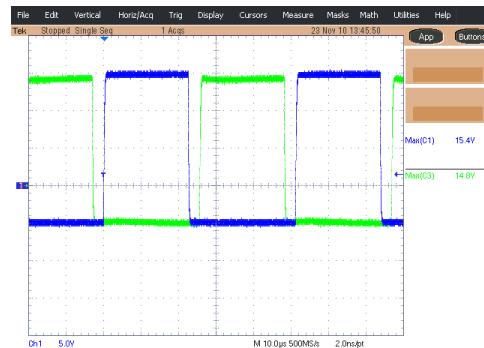 File Edit Vertical Horiz/Acq Trig Display Cursors Measure Masks Math Utilities Help
Tek Stopped Single Seq 1 Acqs 23 Nov 10 13:45:50
App Buttons
Max(C1) 15.4V
Max(C3) 14.8V
Ch1 5.0V M 10.0µs 500MS/s 2.0ns/pt